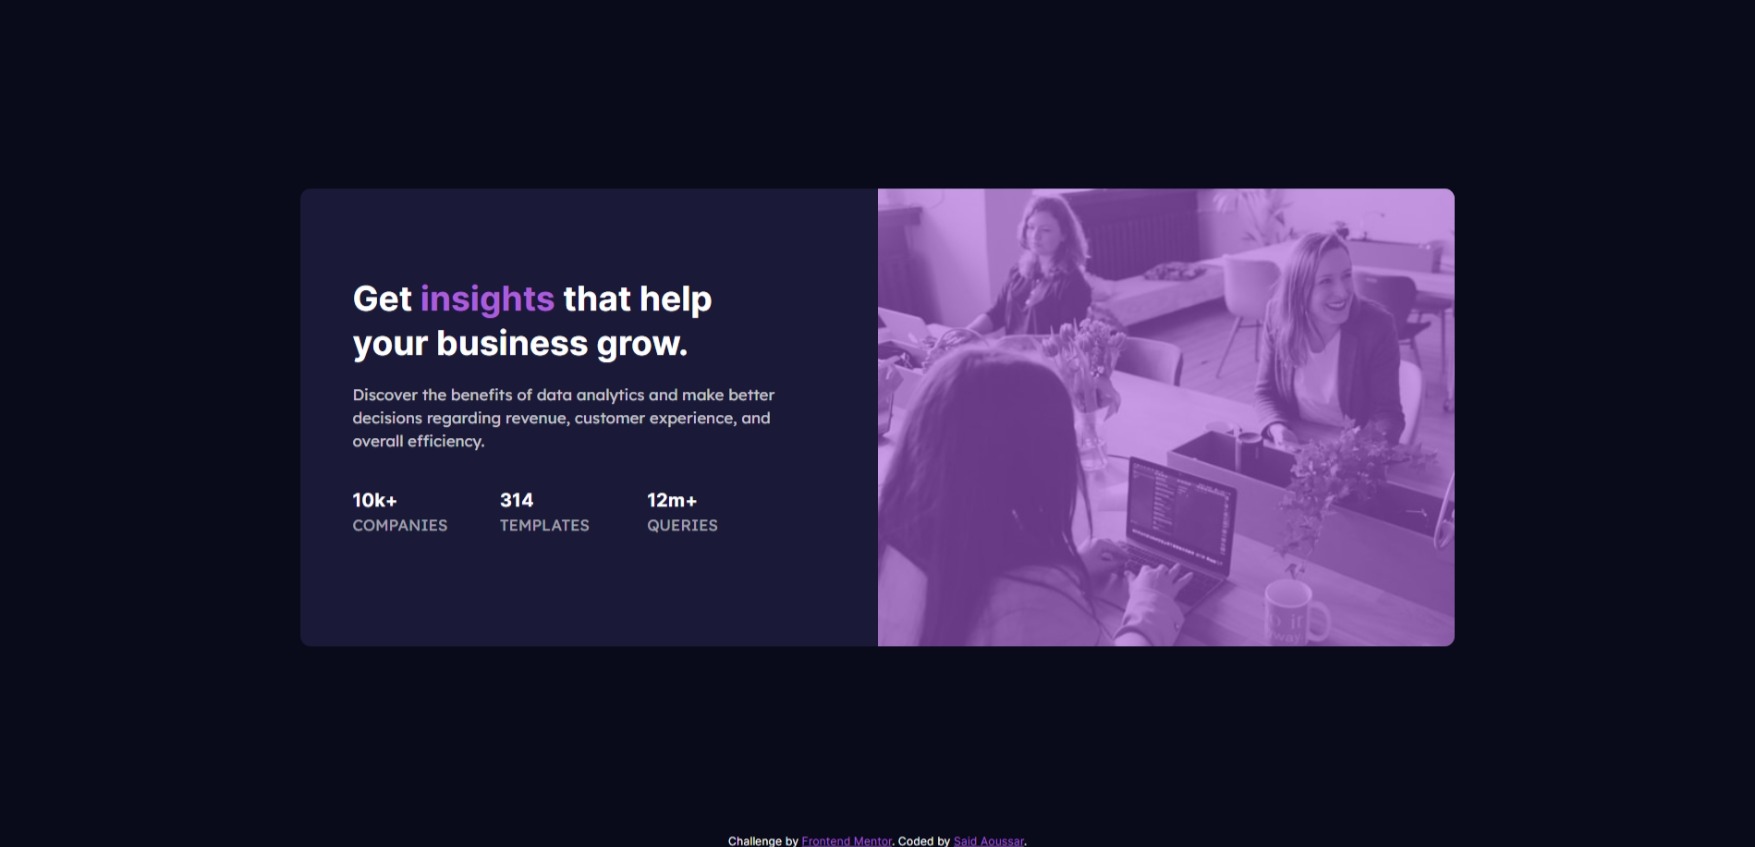 Get insights that help
your business grow.
Discover the benefits of data analytics and make better
decisions regarding revenue, customer experience, and
overall efficiency.
10k+ 314 12m+
COMPANIES TEMPLATES QUERIES
Challenge by Frontend Mentor. Coded by Said Aoussar.